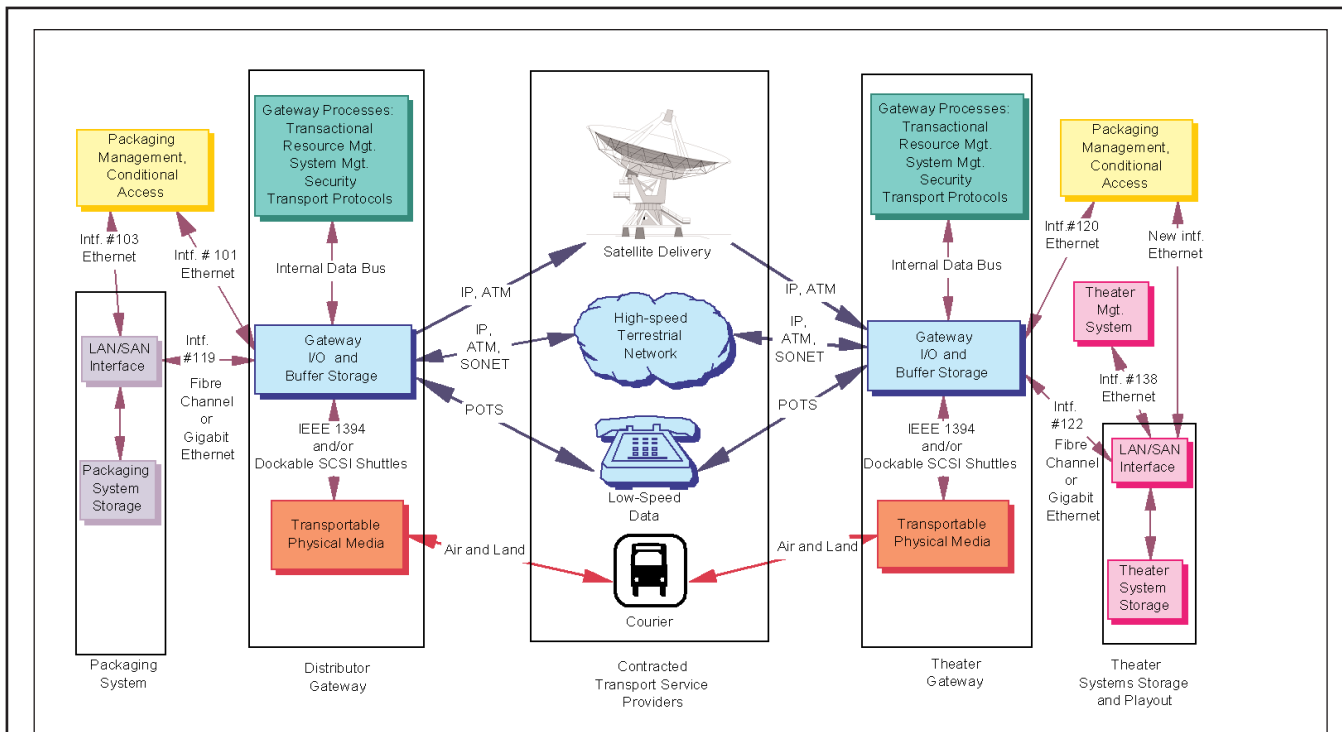 Packaging
Management,
Conditional
Access
Intf. #103
Ethernet
Intf. # 101
Ethernet
LAN/SAN
Interface
Packaging
System
Storage
Packaging
System
Intf.
#119
Fibre
Channel
or
Gigabit
Ethernet
Gateway Processes:
Transactional
Resource Mgt.
System Mgt.
Security
Transport Protocols
Internal Data Bus
Gateway
I/O and
Buffer Storage
IEEE 1394
and/or
Dockable SCSI Shuttles
Transportable
Physical Media
Distributor
Gateway
IP, ATM
IP,
ATM,
SONET
POTS
Air and Land
Satellite Delivery
High-speed
Terrestrial
Network
Low-Speed
Data
Courier
Contracted
Transport Service
Providers
IP, ATM
IP,
ATM,
SONET
POTS
Air and Land
Gateway Processes:
Transactional
Resource Mgt.
System Mgt.
Security
Transport Protocols
Internal Data Bus
Gateway
I/O and
Buffer Storage
IEEE 1394
and/or
Dockable SCSI Shuttles
Transportable
Physical Media
Theater
Gateway
Packaging
Management,
Conditional
Access
Intf.#120
Ethernet
New intf.
Ethernet
Theater
Mgt.
System
Intf. #138
Ethernet
Intf.
#122
Fibre
Channel
or
Gigabit
Ethernet
LAN/SAN
Interface
Theater
System
Storage
Theater
Systems Storage
and Playout